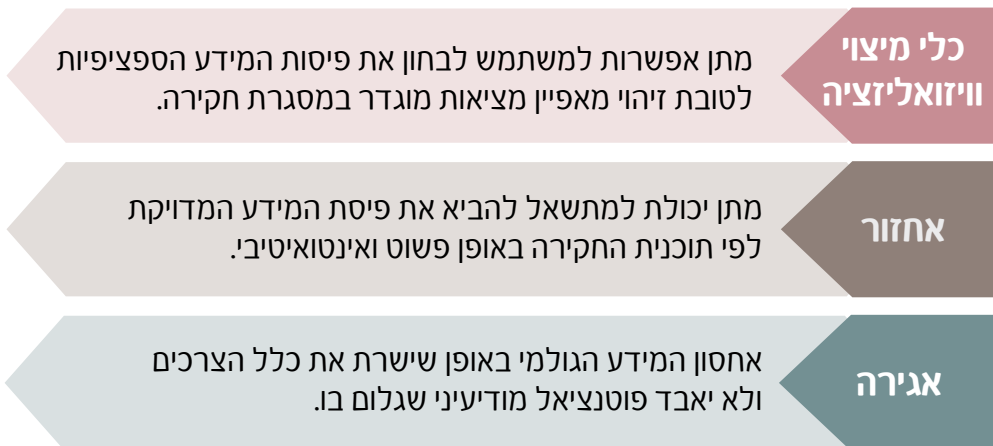 כלי מיצוי
וויזואליזציה
מתן אפשרות למשתמש לבחון את פיסות המידע הספציפיות
לטובת זיהוי מאפיין מציאות מוגדר במסגרת חקירה.
אחזור
מתן יכולת למתשאל להביא את פיסת המידע המדויקת
לפי תוכנית החקירה באופן פשוט ואינטואיטיבי.
אגירה
אחסון המידע הגולמי באופן שישרת את כלל הצרכים
ולא יאבד פוטנציאל מודיעיני שגלום בו.